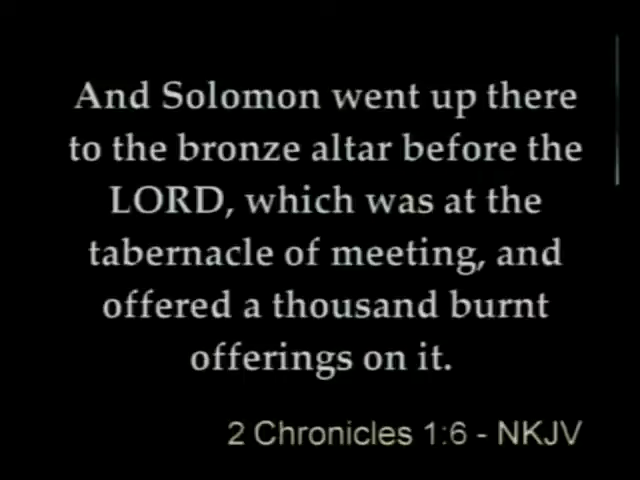 And Solomon went up there
to the bronze altar before the
LORD, which was at the
tabernacle of meeting, and
offered a thousand burnt
offerings on it.
2 Chronicles 1:6 - NKJV